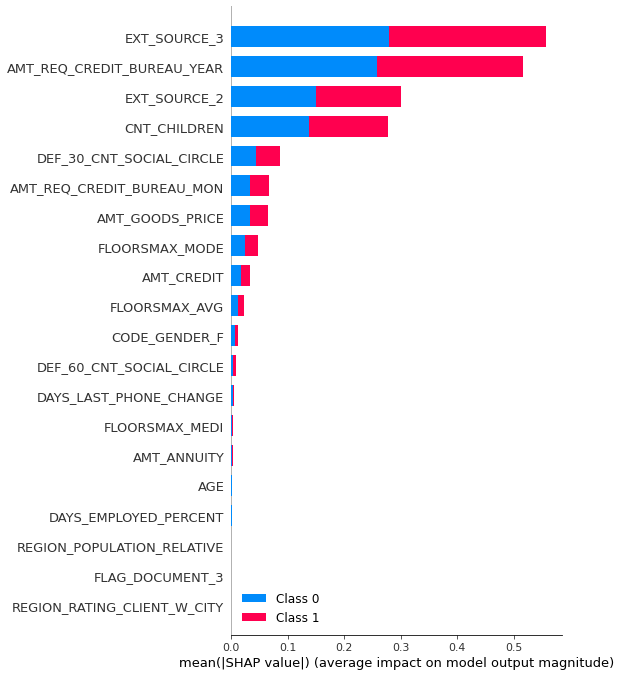 EXT_SOURCE_3
AMT_REQ_CREDIT_BUREAU_YEAR
EXT_SOURCE_2
CNT_CHILDREN
DEF_30_CNT_SOCIAL_CIRCLE
AMT_REQ_CREDIT_BUREAU_MON
AMT_GOODS_PRICE
FLOORSMAX_MODE
AMT_CREDIT
FLOORSMAX_AVG
CODE_GENDER_F
DEF_60_CNT_SOCIAL_CIRCLE
DAYS_LAST_PHONE_CHANGE
FLOORSMAX_MEDI
AMT_ANNUITY
AGE
DAYS_EMPLOYED_PERCENT
REGION_POPULATION_RELATIVE
FLAG_DOCUMENT_3
REGION_RATING_CLIENT_W_CITY
Class 0
Class 1
0.0 0.1 0.2 0.3 0.4 0.5
mean(|SHAP value|) (average impact on model output magnitude)